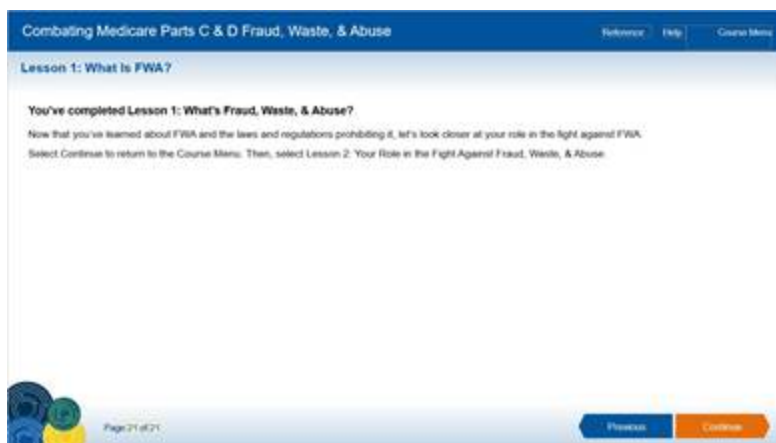 Combating Medicare Parts C & D Fraud, Waste, & Abuse
Reference Help Course Menu
Lesson 1: What Is FWA?
You've completed Lesson 1: What's Fraud, Waste, & Abuse?
Now that you've learned about FWA and the laws and regulations prohibiting it, let's look closer at your role in the fight against FWA.
Select Continue to return to the Course Menu. Then, select Lesson 2: Your Role in the Fight Against Fraud, Waste, & Abuse.
Page 21 of 21
Previous Continue